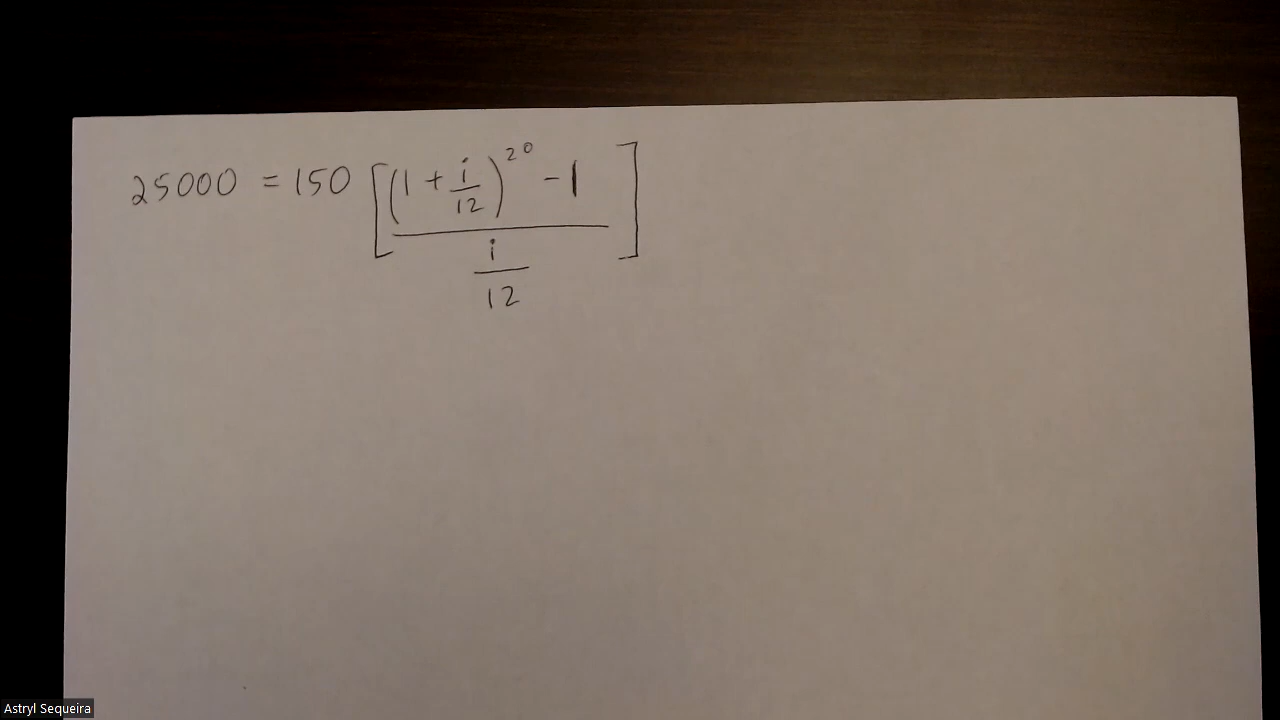 25000 = 150 [((1 + i/12)^20 - 1) / (i/12)]
Astryl Sequeira